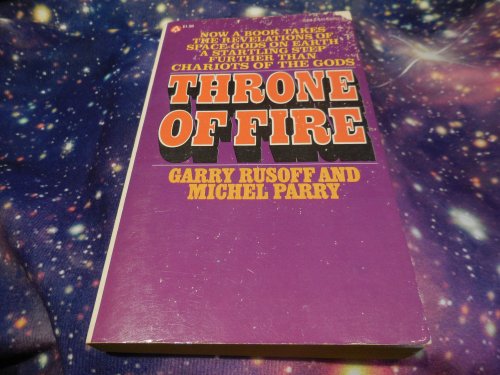 NOW A BOOK TAKES
THE REVELATIONS OF
SPACE-GODS ON EARTH
A STARTLING STEP
FURTHER THAN
CHARIOTS OF THE GODS
THRONE
OF FIRE
GARRY RUSOFF AND
MICHEL PARRY